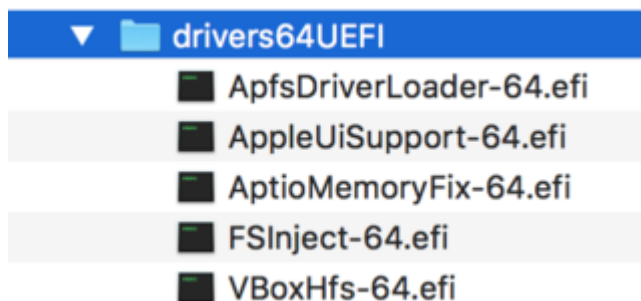 drivers64UEFI
ApfsDriverLoader-64.efi
AppleUiSupport-64.efi
AptioMemoryFix-64.efi
FSInject-64.efi
VBoxHfs-64.efi